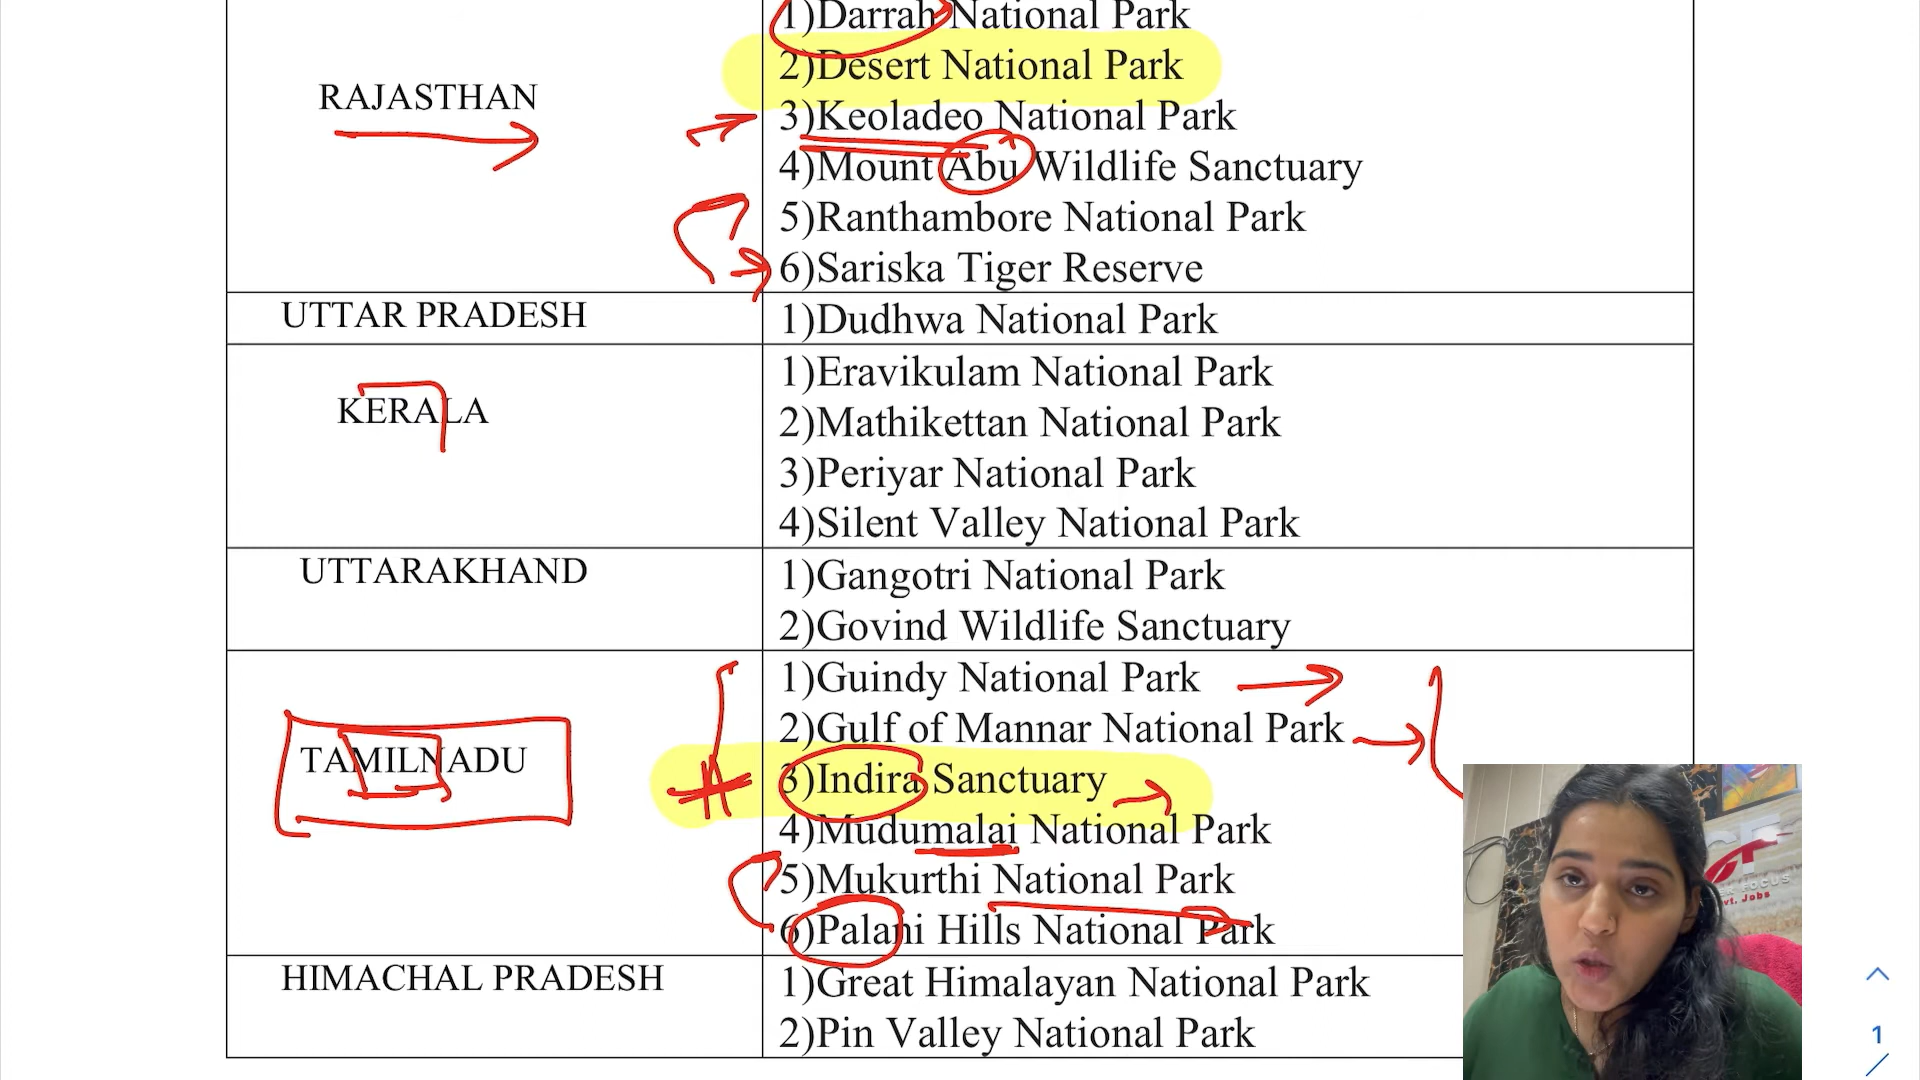 1)Darrah National Park
2)Desert National Park
RAJASTHAN
3)Keoladeo National Park
4)Mount Abu Wildlife Sanctuary
5)Ranthambore National Park
6)Sariska Tiger Reserve
UTTAR PRADESH
1)Dudhwa National Park
1)Eravikulam National Park
KERALA
2)Mathikettan National Park
3)Periyar National Park
4)Silent Valley National Park
UTTARAKHAND
1)Gangotri National Park
2)Govind Wildlife Sanctuary
1)Guindy National Park
2)Gulf of Mannar National Park
TAMILNADU
3)Indira Sanctuary
4)Mudumalai National Park
5)Mukurthi National Park
6)Palani Hills National Park
HIMACHAL PRADESH
1)Great Himalayan National Park
2)Pin Valley National Park
FOCUS
Jobs
1